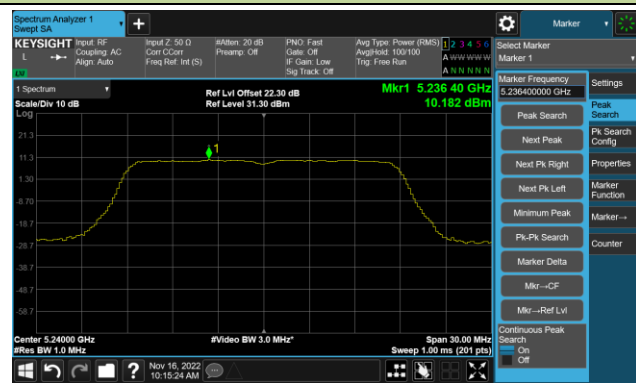 Spectrum Analyzer 1
Swept SA
Marker
KEYSIGHT
L
Input: RF
Coupling: AC
Align: Auto
Input Z: 50 Ω
Corr CCorr
Freq Ref: Int (S)
#Atten: 20 dB
Preamp: Off
PNO: Fast
Gate: Off
IF Gain: Low
Sig Track: Off
Avg Type: Power (RMS)
Avg|Hold: 100/100
Trig: Free Run
1 2 3 4 5 6
A W W W W W
A N N N N N
Select Marker
Marker 1
LW
1 Spectrum
Scale/Div 10 dB
Log
Ref Lvl Offset 22.30 dB
Ref Level 31.30 dBm
Mkr1 5.236 40 GHz
10.182 dBm
21.3
11.3
1.30
-8.70
-18.7
-28.7
-38.7
-48.7
-58.7
1
Center 5.24000 GHz
#Res BW 1.0 MHz
#Video BW 3.0 MHz*
Span 30.00 MHz
Sweep 1.00 ms (201 pts)
Marker Frequency
5.236400000 GHz
Peak Search
Next Peak
Next Pk Right
Next Pk Left
Minimum Peak
Pk-Pk Search
Marker Delta
Mkr→CF
Mkr→Ref Lvl
Continuous Peak
Search
On
Off
Settings
Peak
Search
Pk Search
Config
Properties
Marker
Function
Marker→
Counter
?
Nov 16, 2022
10:15:24 AM